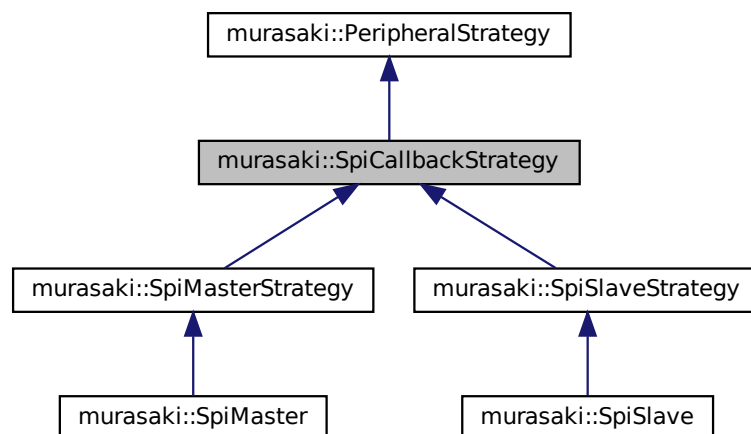 murasaki::PeripheralStrategy
murasaki::SpiCallbackStrategy
murasaki::SpiMasterStrategy
murasaki::SpiSlaveStrategy
murasaki::SpiMaster
murasaki::SpiSlave